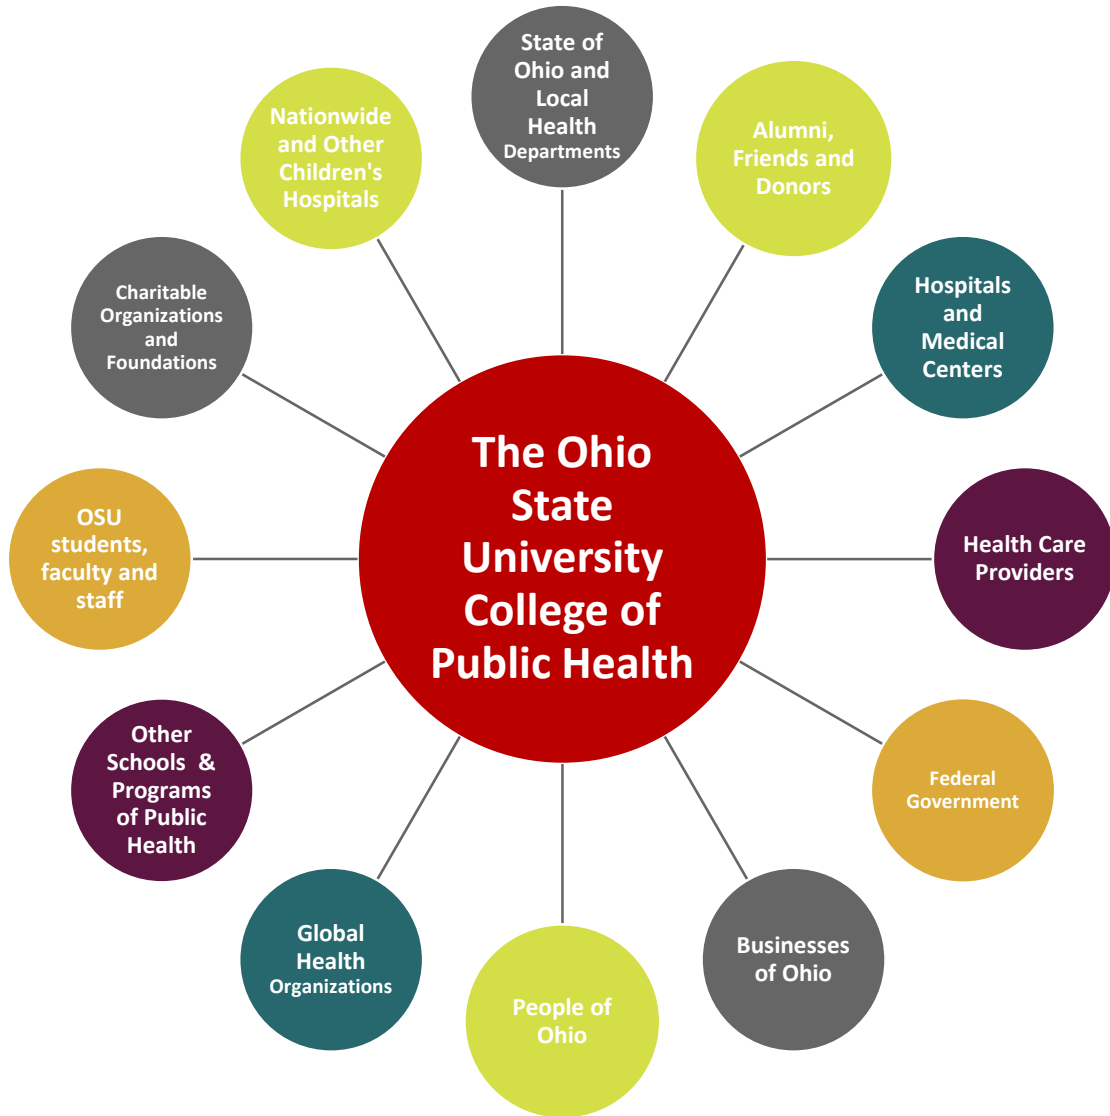 State of
Ohio and
Local
Health
Departments
Alumni,
Friends and
Donors
Hospitals
and
Medical
Centers
Health Care
Providers
Federal
Government
Businesses
of Ohio
People of
Ohio
Global
Health
Organizations
Other
Schools & 
Programs
of Public
Health
OSU
students,
faculty and
staff
Charitable
Organizations
and
Foundations
Nationwide
and Other
Children's
Hospitals
The Ohio
State
University
College of
Public Health